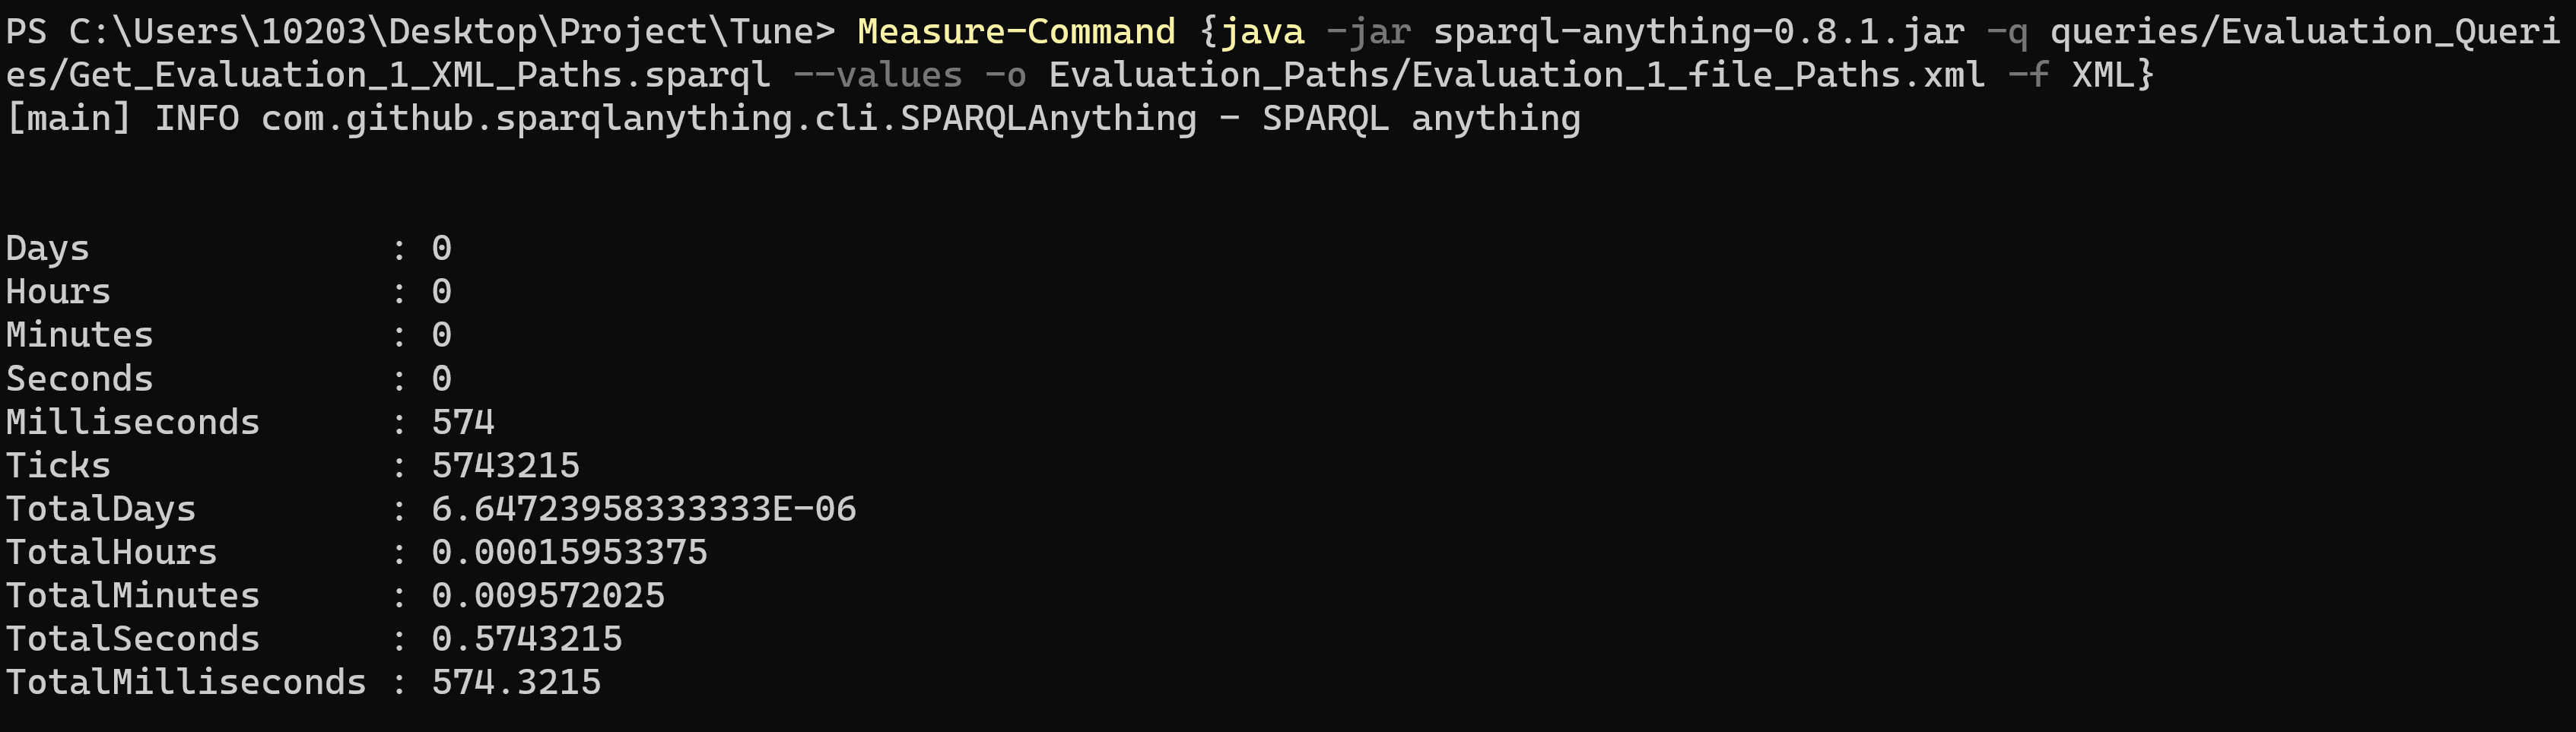 PS C:\Users\10203\Desktop\Project\Tune> Measure-Command {java -jar sparql-anything-0.8.1.jar -q queries/Evaluation_Queri
es/Get_Evaluation_1_XML_Paths.sparql --values -o Evaluation_Paths/Evaluation_1_file_Paths.xml -f XML}
[main] INFO com.github.sparqlanything.cli.SPARQLAnything - SPARQL anything
Days              : 0
Hours             : 0
Minutes           : 0
Seconds           : 0
Milliseconds      : 574
Ticks             : 5743215
TotalDays         : 6.64723958333333E-06
TotalHours        : 0.00015953375
TotalMinutes      : 0.009572025
TotalSeconds      : 0.5743215
TotalMilliseconds : 574.3215